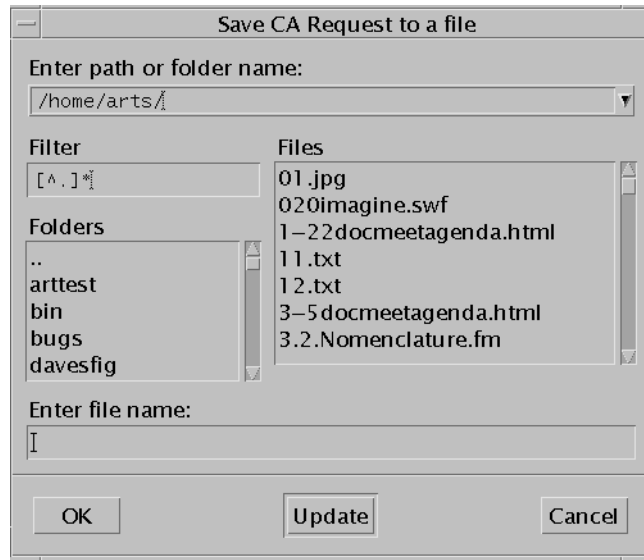 Save CA Request to a file
Enter path or folder name:
/home/arts/
Filter
[^.]*
Folders
..
arttest
bin
bugs
davesfig
Files
01.jpg
020imagine.swf
1–22docmeetagenda.html
11.txt
12.txt
3–5docmeetagenda.html
3.2.Nomenclature.fm
Enter file name:
OK
Update
Cancel